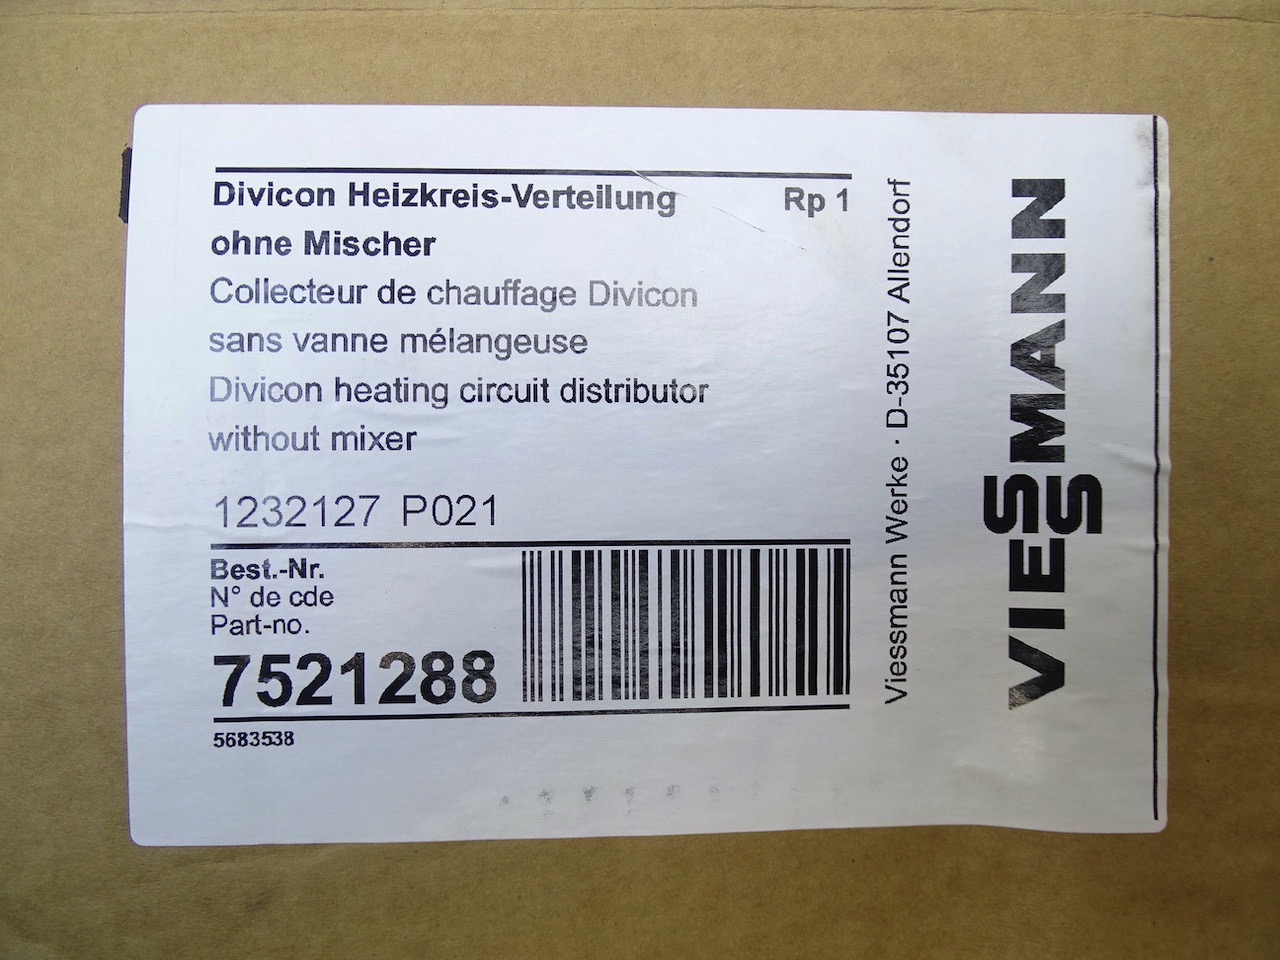 Divicon Heizkreis-Verteilung Rp 1
ohne Mischer
Collecteur de chauffage Divicon
sans vanne mélangeuse
Divicon heating circuit distributor
without mixer
1232127 P021
Best.-Nr.
N° de cde
Part-no.
7521288
5683538
Viessmann Werke · D-35107 Allendorf
VIESSMANN